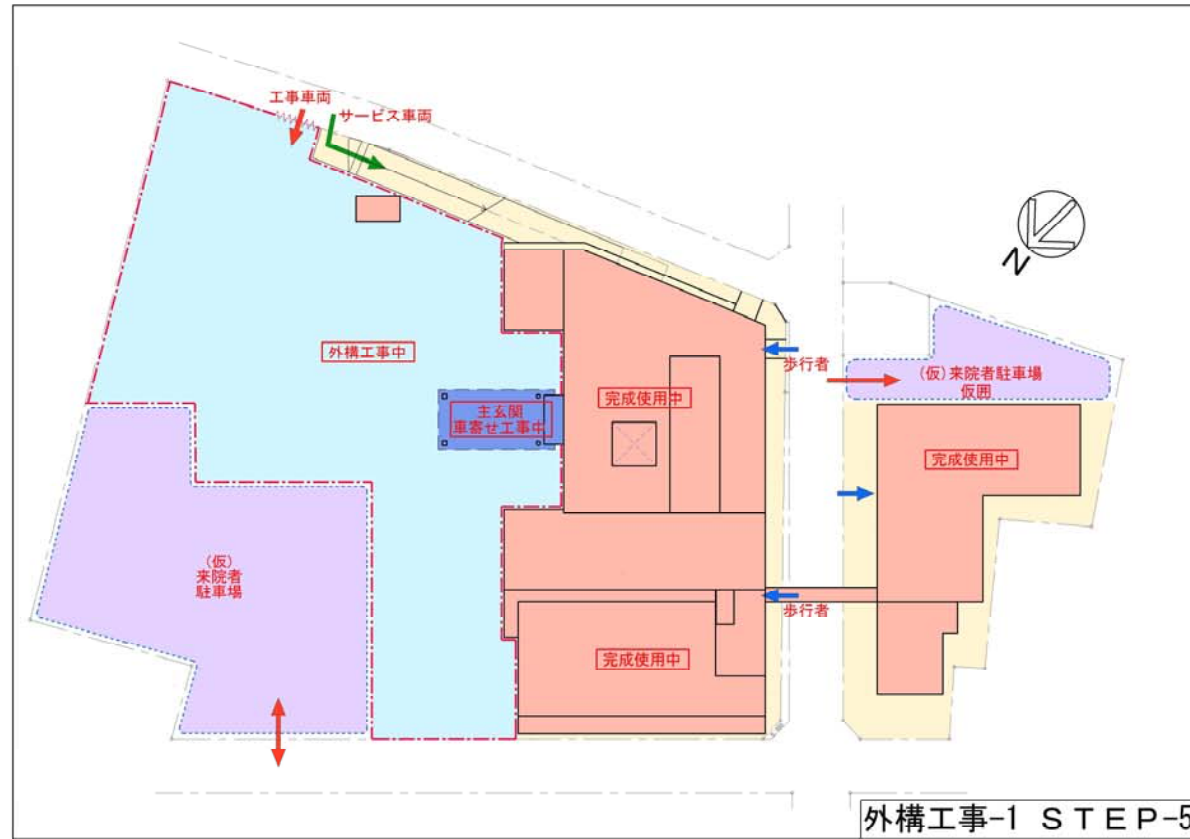 工事車両
サービス車両
N
外構工事中
主玄関
車寄せ工事中
完成使用中
歩行者
(仮)来院者駐車場
仮囲
完成使用中
(仮)
来院者
駐車場
歩行者
完成使用中
外構工事-1 STEP-5